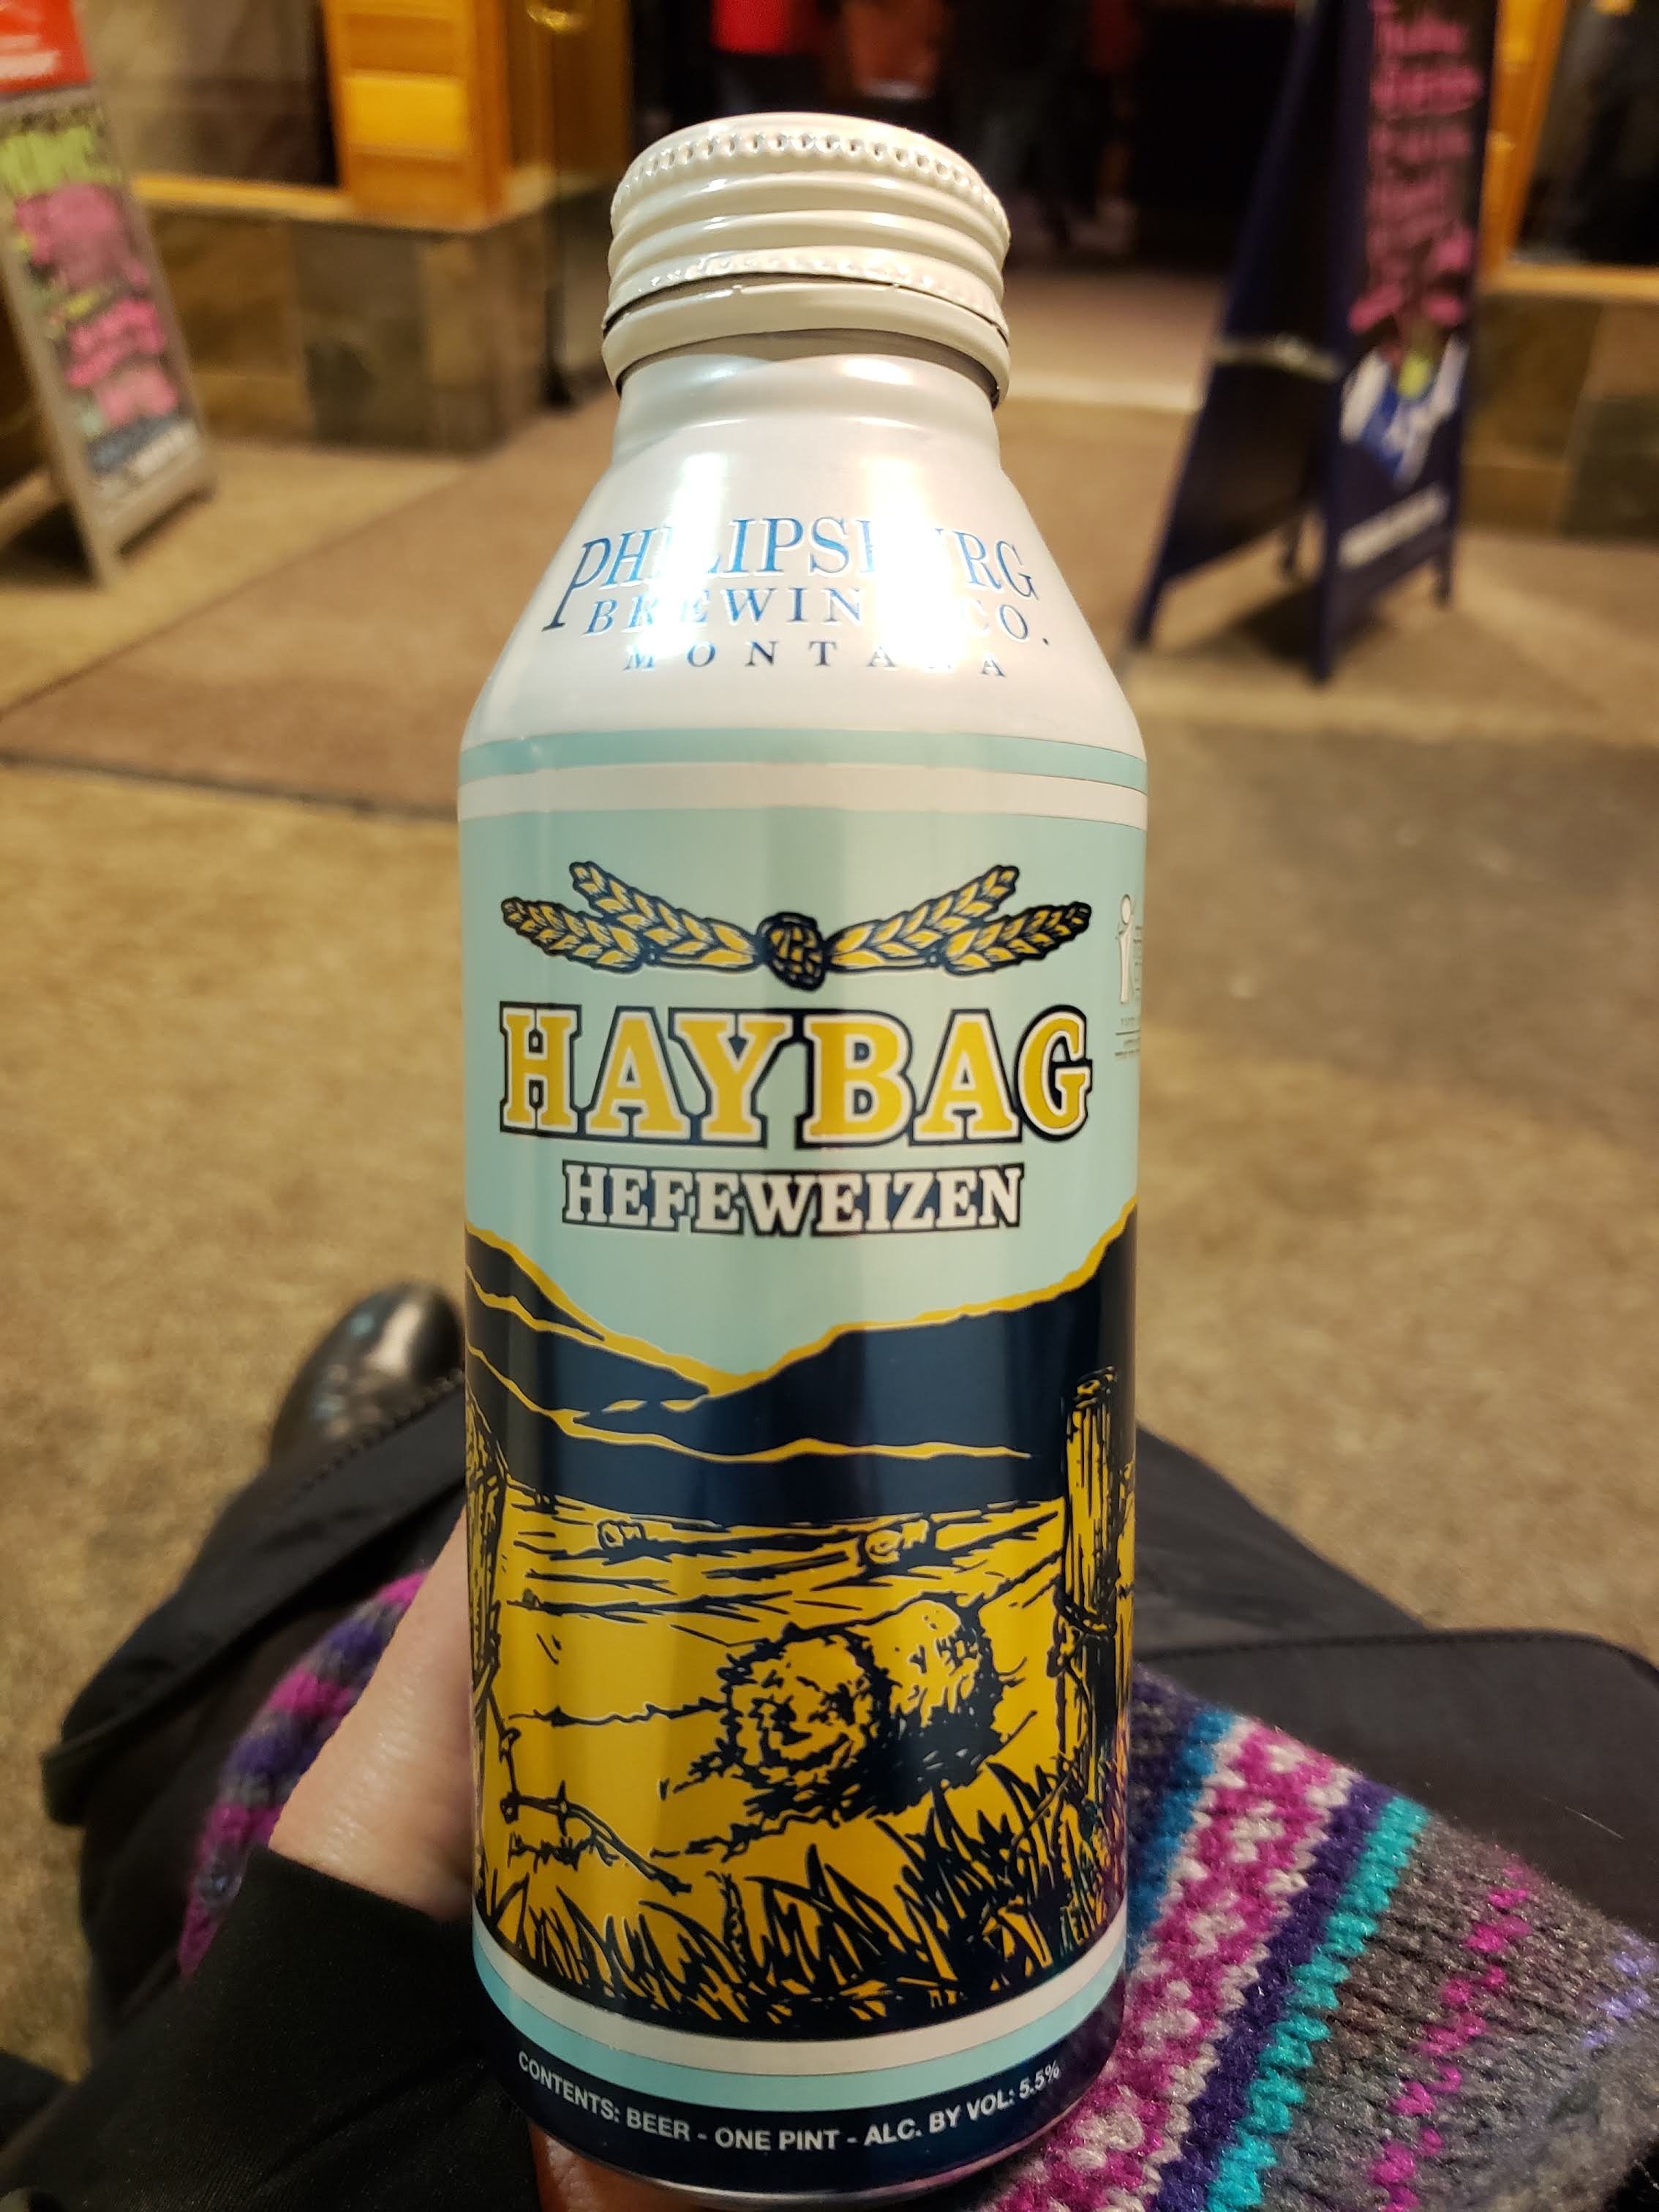 PHILIPSBURG
BREWING CO.
MONTANA
HAYBAG
HEFEWEIZEN
CONTENTS: BEER - ONE PINT - ALC. BY VOL: 5.5%